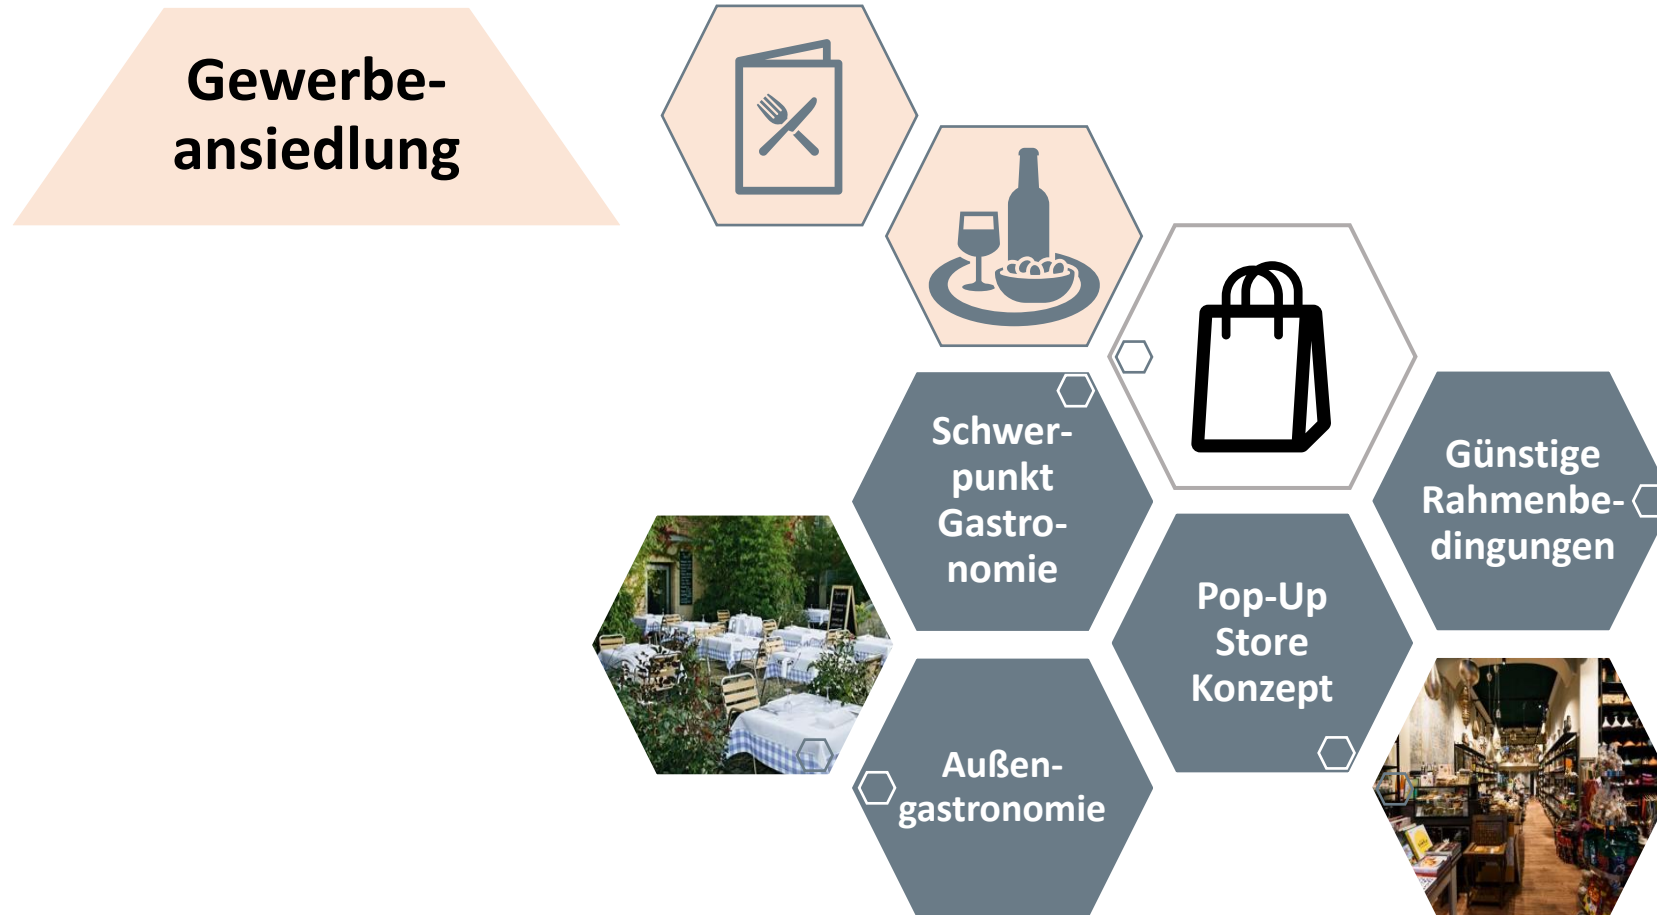 Gewerbe-
ansiedlung
Schwer-
punkt
Gastro-
nomie
Günstige
Rahmenbe-
dingungen
Pop-Up
Store
Konzept
Außen-
gastronomie